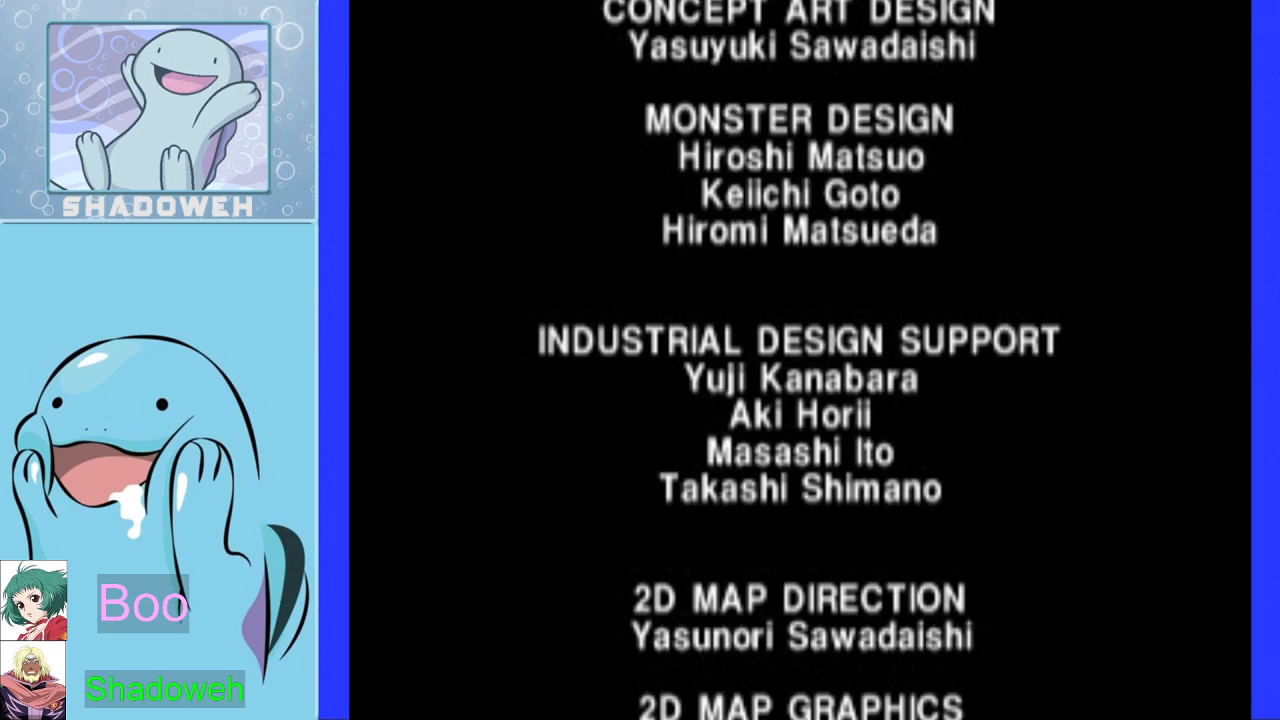 SHADOWEH
Boo
Shadoweh
CONCEPT ART DESIGN
Yasuyuki Sawadaishi
MONSTER DESIGN
Hiroshi Matsuo
Keiichi Goto
Hiromi Matsueda
INDUSTRIAL DESIGN SUPPORT
Yuji Kanabara
Aki Horii
Masashi Ito
Takashi Shimano
2D MAP DIRECTION
Yasunori Sawadaishi
2D MAP GRAPHICS